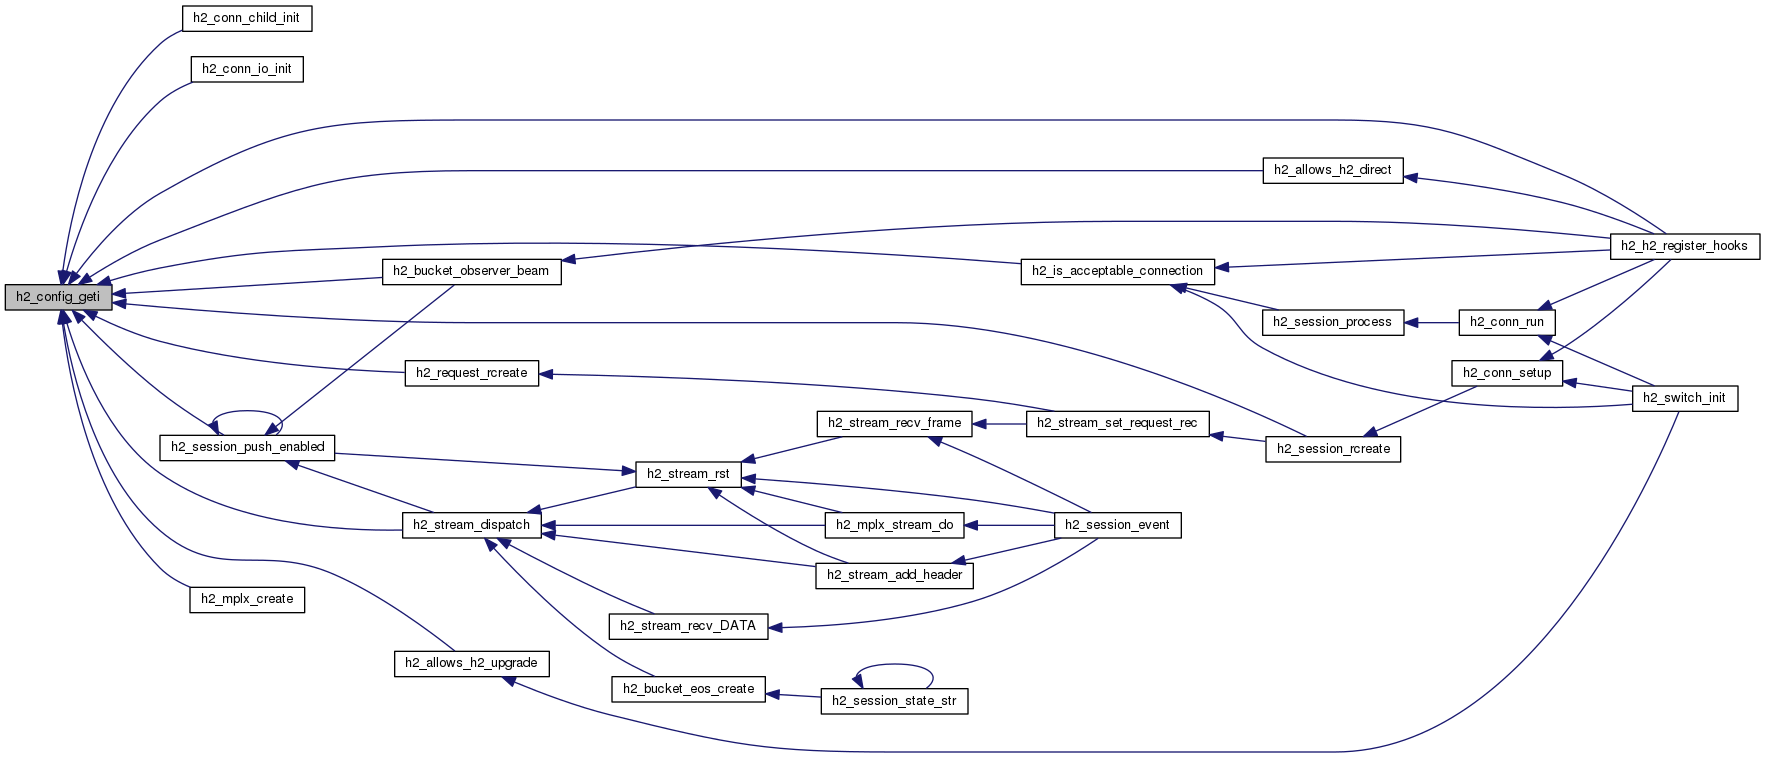 h2_conn_child_init
h2_conn_io_init
h2_allows_h2_direct
h2_h2_register_hooks
h2_bucket_observer_beam
h2_is_acceptable_connection
h2_config_geti
h2_session_process
h2_conn_run
h2_request_rcreate
h2_conn_setup
h2_switch_init
h2_stream_recv_frame
h2_stream_set_request_rec
h2_session_push_enabled
h2_session_rcreate
h2_stream_rst
h2_stream_dispatch
h2_mplx_stream_do
h2_session_event
h2_stream_add_header
h2_mplx_create
h2_stream_recv_DATA
h2_allows_h2_upgrade
h2_bucket_eos_create
h2_session_state_str